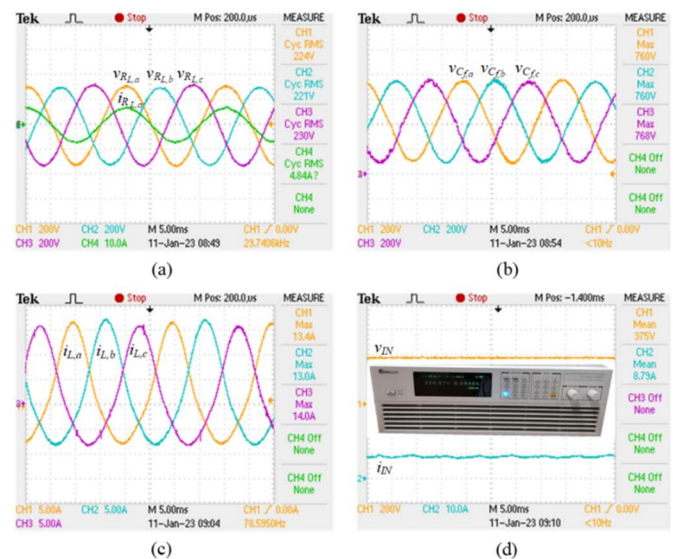 Tek Stop M Pos: 200.0us MEASURE
CH1
Cyc RMS
224V
CH2
Cyc RMS
221V
CH3
Cyc RMS
230V
CH4
Cyc RMS
4.84A?
CH4
None
vRL,a vRL,b vRL,c
iRL,a
CH1 200V CH2 200V M 5.00ms CH1 / 0.00V
CH3 200V CH4 10.0A 11-Jan-23 08:49 29.7406kHz
(a)
Tek Stop M Pos: 200.0us MEASURE
CH1
Max
760V
CH2
Max
760V
CH3
Max
768V
CH4 Off
None
CH4 Off
None
vCf,a vCf,b vCf,c
3
CH1 200V CH2 200V M 5.00ms CH1 / 0.00V
CH3 200V 11-Jan-23 08:54 <10Hz
(b)
Tek Stop M Pos: 200.0us MEASURE
CH1
Max
13.4A
CH2
Max
13.0A
CH3
Max
14.0A
CH4 Off
None
CH4 Off
None
iL,a iL,b iL,c
3
CH1 5.00A CH2 5.00A M 5.00ms CH1 / 0.00A
CH3 5.00A 11-Jan-23 09:04 78.5950Hz
(c)
Tek Stop M Pos: -1.400ms MEASURE
CH1
Mean
375V
CH2
Mean
8.79A
CH3 Off
None
CH4 Off
None
CH4 Off
None
vIN
1
iIN
2
CH1 200V CH2 10.0A M 5.00ms CH1 / 0.00V
11-Jan-23 09:10 <10Hz
(d)